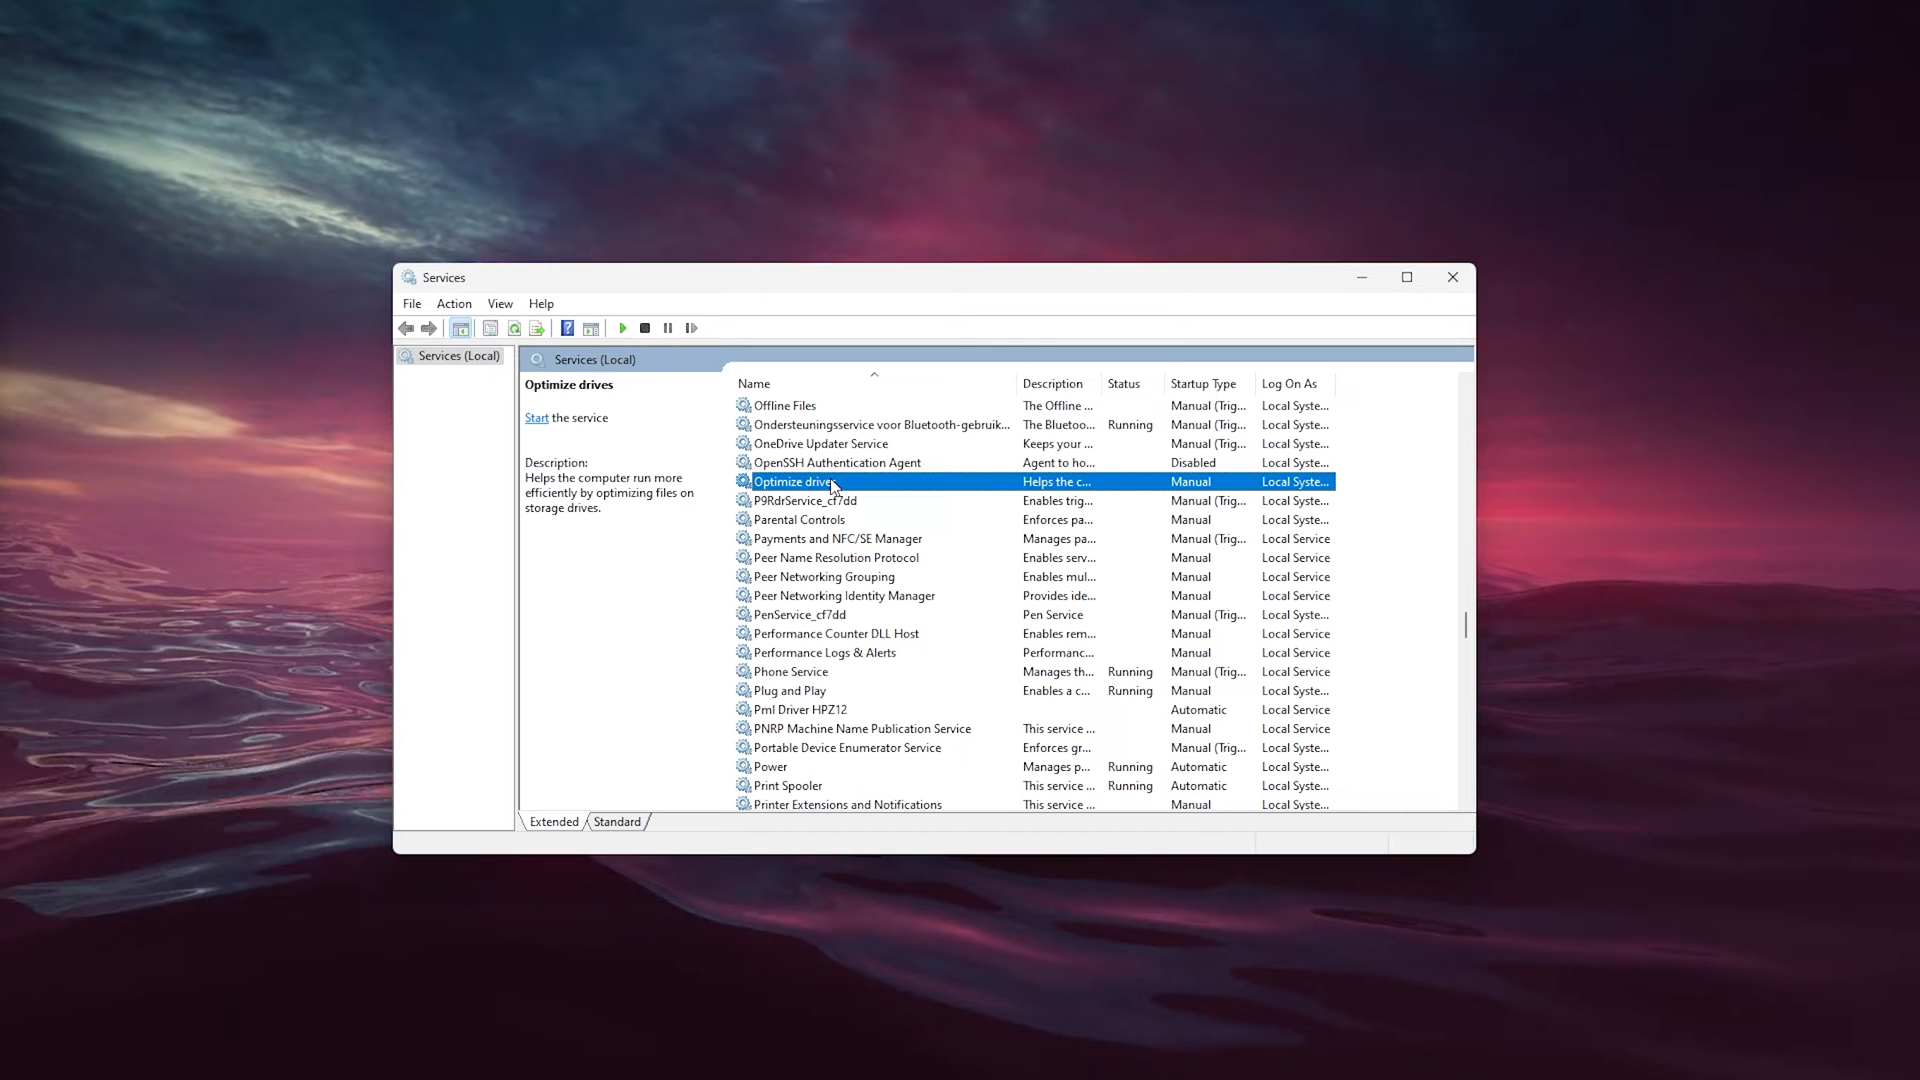 Services
File Action View Help
Services (Local)
Services (Local)
Optimize drives
Start the service
Description:
Helps the computer run more
efficiently by optimizing files on
storage drives.
Name Description Status Startup Type Log On As
Offline Files The Offline ... Manual (Trig... Local Syste...
Ondersteuningsservice voor Bluetooth-gebruik... The Bluetoo... Running Manual (Trig... Local Syste...
OneDrive Updater Service Keeps your ... Manual (Trig... Local Syste...
OpenSSH Authentication Agent Agent to ho... Disabled Local Syste...
Optimize drives Helps the c... Manual Local Syste...
P9RdrService_cf7dd Enables trig... Manual (Trig... Local Syste...
Parental Controls Enforces pa... Manual Local Syste...
Payments and NFC/SE Manager Manages pa... Manual (Trig... Local Service
Peer Name Resolution Protocol Enables serv... Manual Local Service
Peer Networking Grouping Enables mul... Manual Local Service
Peer Networking Identity Manager Provides ide... Manual Local Service
PenService_cf7dd Pen Service Manual (Trig... Local Syste...
Performance Counter DLL Host Enables rem... Manual Local Service
Performance Logs & Alerts Performanc... Manual Local Service
Phone Service Manages th... Running Manual (Trig... Local Service
Plug and Play Enables a c... Running Manual Local Syste...
Pml Driver HPZ12 Automatic Local Service
PNRP Machine Name Publication Service This service ... Manual Local Service
Portable Device Enumerator Service Enforces gr... Manual (Trig... Local Syste...
Power Manages p... Running Automatic Local Syste...
Print Spooler This service ... Running Automatic Local Syste...
Printer Extensions and Notifications This service ... Manual Local Syste...
Extended Standard